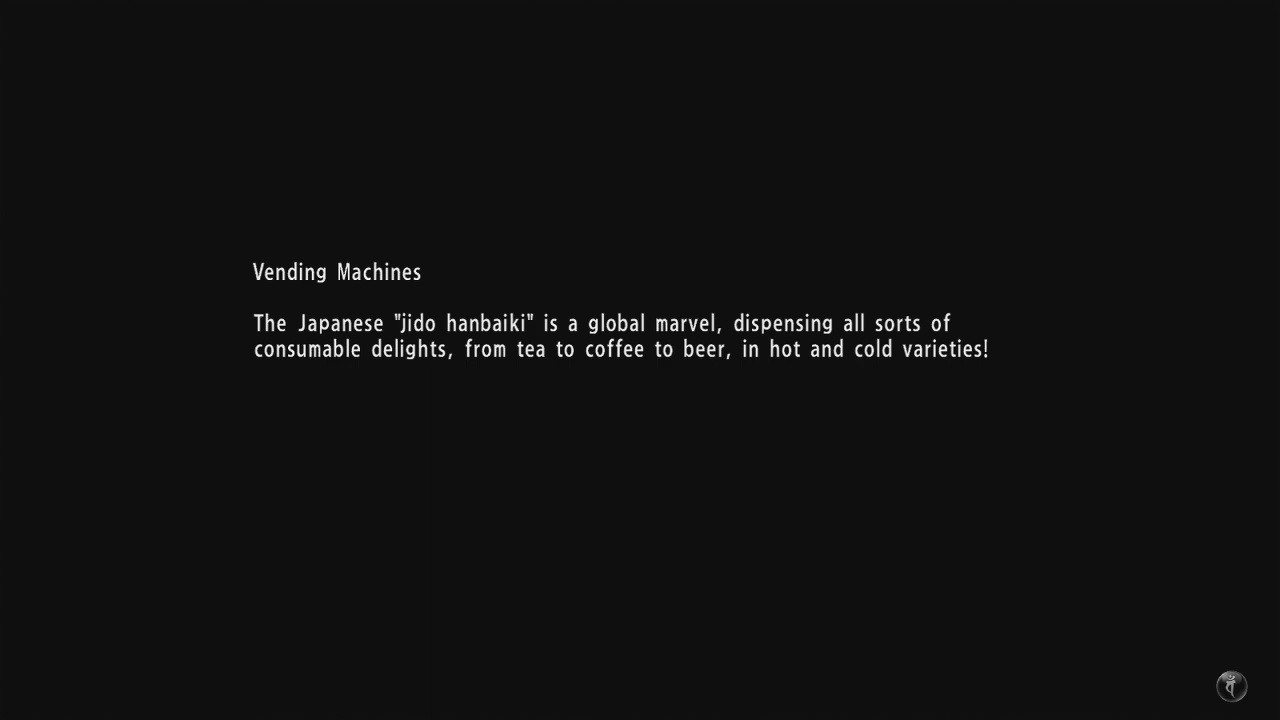 Vending Machines
The Japanese "jido hanbaiki" is a global marvel, dispensing all sorts of
consumable delights, from tea to coffee to beer, in hot and cold varieties!